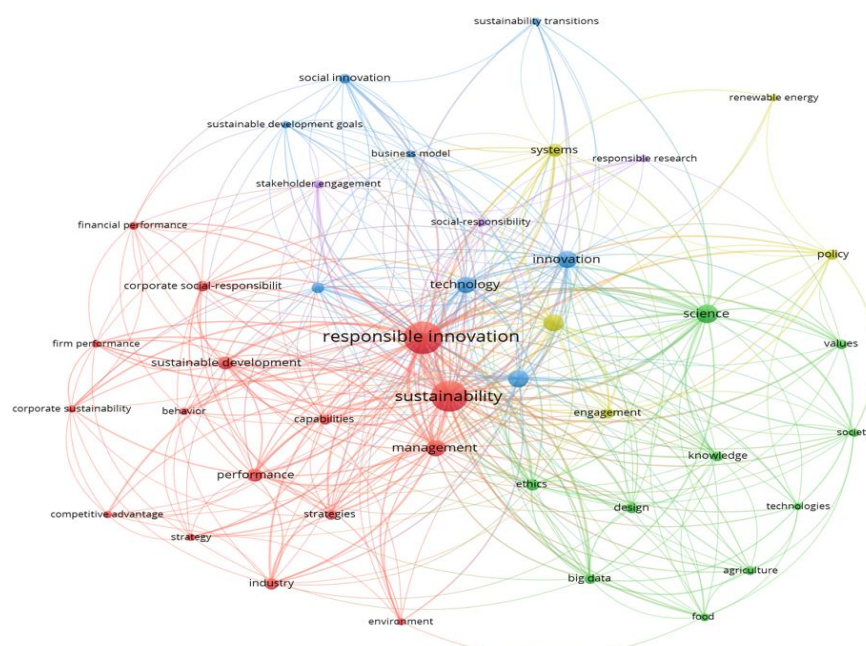 sustainability transitions
social innovation
renewable energy
sustainable development goals
business model
systems
responsible research
stakeholder engagement
social-responsibility
financial performance
innovation
policy
corporate social-responsibilit
technology
science
responsible innovation
firm performance
values
sustainable development
sustainability
corporate sustainability
behavior
capabilities
engagement
societ
management
knowledge
performance
ethics
competitive advantage
strategies
design
technologies
strategy
industry
big data
agriculture
environment
food